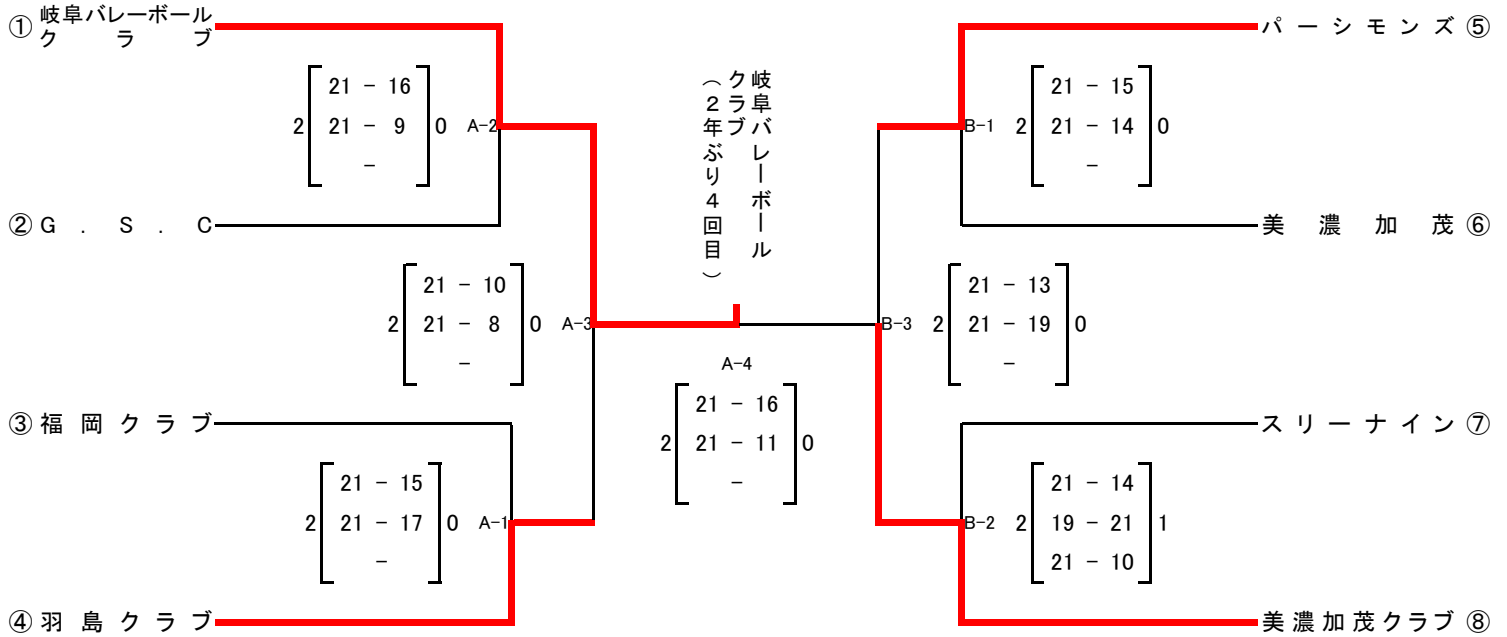 ① 岐阜バレーボール
ク ラ ブ
2 [ 21 - 16
21 - 9
- ] 0 A-2
② G . S . C
2 [ 21 - 10
21 - 8
- ] 0 A-3
③ 福岡クラブ
2 [ 21 - 15
21 - 17
- ] 0 A-1
④ 羽島クラブ
岐阜バレーボール
クラブ
（２年ぶり４回目）
A-4
2 [ 21 - 16
21 - 11
- ] 0
パーシモンズ ⑤
B-1 2 [ 21 - 15
21 - 14
- ] 0
美濃加茂 ⑥
B-3 2 [ 21 - 13
21 - 19
- ] 0
スリーナイン ⑦
B-2 2 [ 21 - 14
19 - 21
21 - 10 ] 1
美濃加茂クラブ ⑧